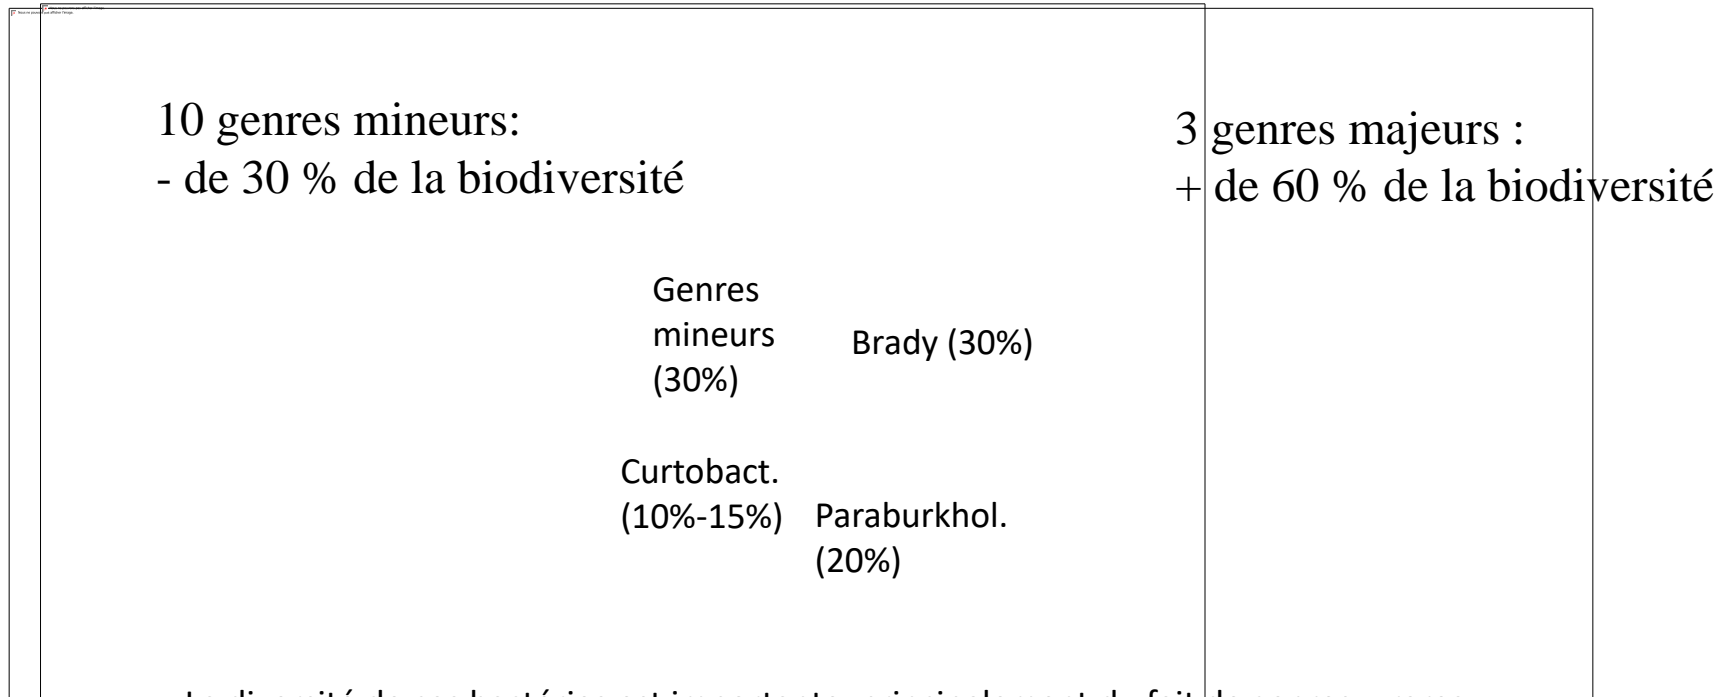 10 genres mineurs:
- de 30 % de la biodiversité
3 genres majeurs :
+ de 60 % de la biodiversité
Genres
mineurs
(30%)
Brady (30%)
Curtobact.
(10%-15%)
Paraburkhol.
(20%)